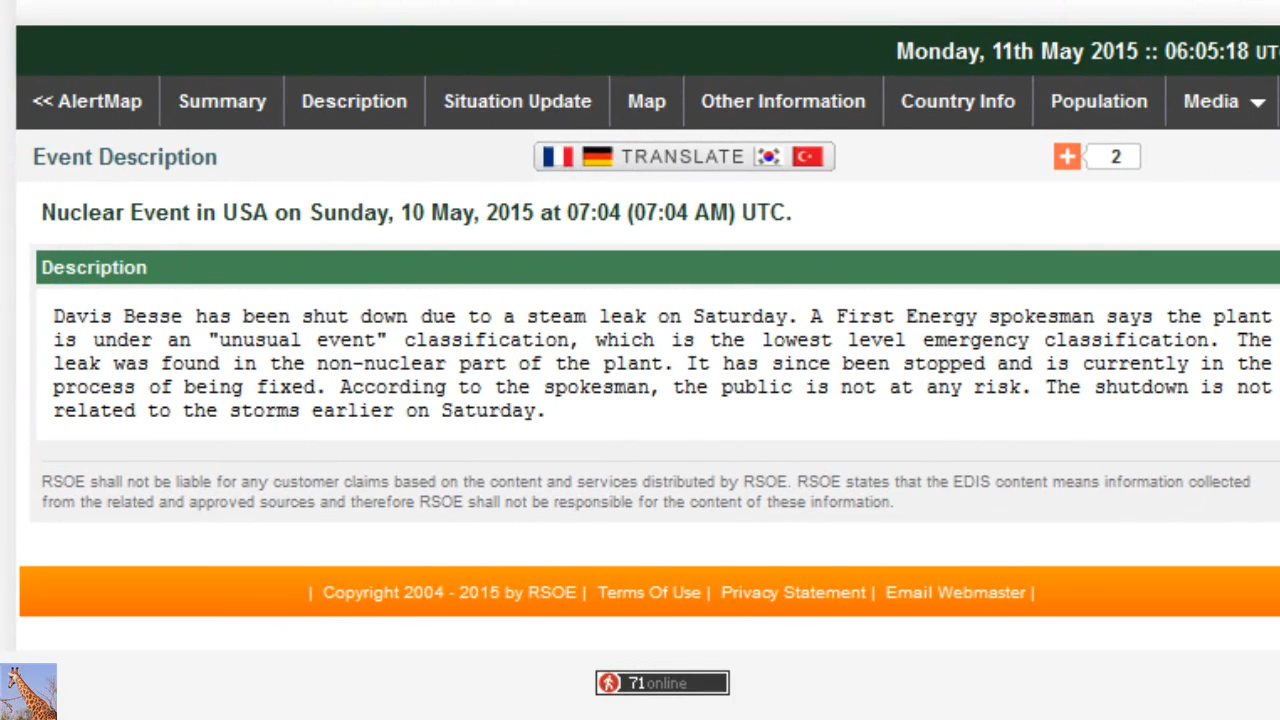 Monday, 11th May 2015 :: 06:05:18
<< AlertMap Summary Description Situation Update Map Other Information Country Info Population Media
Event Description TRANSLATE 2
Nuclear Event in USA on Sunday, 10 May, 2015 at 07:04 (07:04 AM) UTC.
Description
Davis Besse has been shut down due to a steam leak on Saturday. A First Energy spokesman says the plant
is under an "unusual event" classification, which is the lowest level emergency classification. The
leak was found in the non-nuclear part of the plant. It has since been stopped and is currently in the
process of being fixed. According to the spokesman, the public is not at any risk. The shutdown is not
related to the storms earlier on Saturday.
RSOE shall not be liable for any customer claims based on the content and services distributed by RSOE. RSOE states that the EDIS content means information collected
from the related and approved sources and therefore RSOE shall not be responsible for the content of these information.
| Copyright 2004 - 2015 by RSOE | Terms Of Use | Privacy Statement | Email Webmaster |
71 online